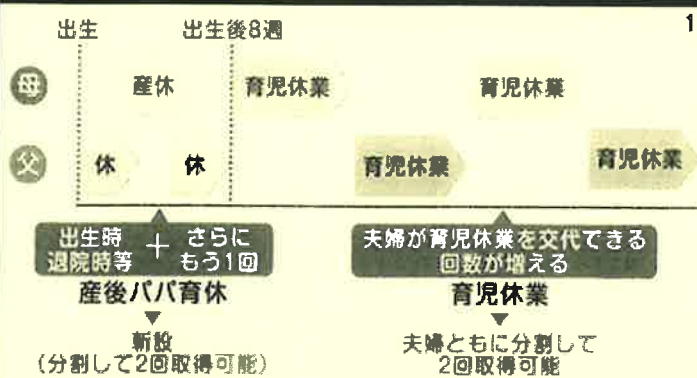 出生 出生後8週
1
母 産休 育児休業 育児休業
父 休 休 育児休業 育児休業
出生時 + さらに
退院時等 もう1回
夫婦が育児休業を交代できる
回数が増える
産後パパ育休
育児休業
新設
(分割して2回取得可能)
夫婦ともに分割して
2回取得可能